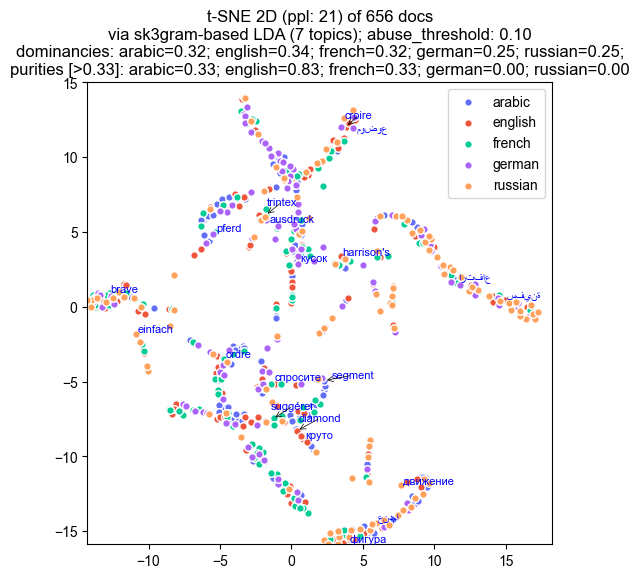 t-SNE 2D (ppl: 21) of 656 docs
via sk3gram-based LDA (7 topics); abuse_threshold: 0.10
dominancies: arabic=0.32; english=0.34; french=0.32; german=0.25; russian=0.25;
purities [>0.33]: arabic=0.33; english=0.83; french=0.33; german=0.00; russian=0.00
15
arabic
english
french
german
russian
croire
موضوع
10
triptex
ausdruck
pferd
5
harrison's
кусок
brave
0
einfach
ordre
спросите
segment
-5
suggérer
diamond
круто
-10
движение
фигура
-15
-10
-5
0
5
10
15